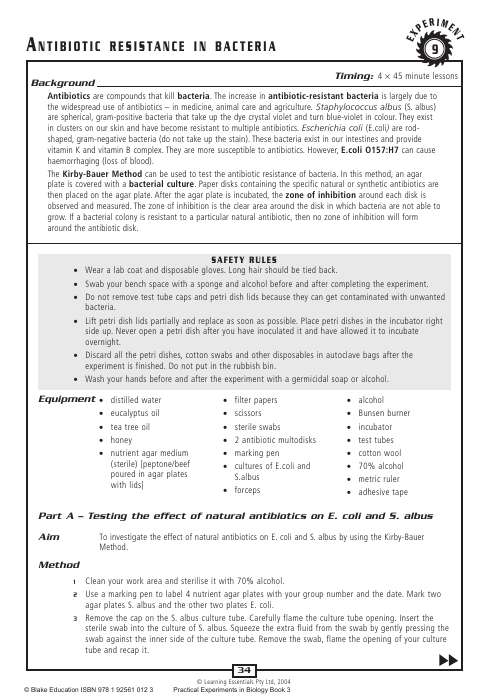 EXPERIMENT
9
ANTIBIOTIC RESISTANCE IN BACTERIA
Timing: 4 × 45 minute lessons
Background
Antibiotics are compounds that kill bacteria. The increase in antibiotic-resistant bacteria is largely due to
the widespread use of antibiotics – in medicine, animal care and agriculture. Staphylococcus albus (S. albus)
are spherical, gram-positive bacteria that take up the dye crystal violet and turn blue-violet in colour. They exist
in clusters on our skin and have become resistant to multiple antibiotics. Escherichia coli (E.coli) are rod-
shaped, gram-negative bacteria (do not take up the stain). These bacteria exist in our intestines and provide
vitamin K and vitamin B complex. They are more susceptible to antibiotics. However, E.coli O157:H7 can cause
haemorrhaging (loss of blood).
The Kirby-Bauer Method can be used to test the antibiotic resistance of bacteria. In this method, an agar
plate is covered with a bacterial culture. Paper disks containing the specific natural or synthetic antibiotics are
then placed on the agar plate. After the agar plate is incubated, the zone of inhibition around each disk is
observed and measured. The zone of inhibition is the clear area around the disk in which bacteria are not able to
grow. If a bacterial colony is resistant to a particular natural antibiotic, then no zone of inhibition will form
around the antibiotic disk.
SAFETY RULES
• Wear a lab coat and disposable gloves. Long hair should be tied back.
• Swab your bench space with a sponge and alcohol before and after completing the experiment.
• Do not remove test tube caps and petri dish lids because they can get contaminated with unwanted
bacteria.
• Lift petri dish lids partially and replace as soon as possible. Place petri dishes in the incubator right
side up. Never open a petri dish after you have inoculated it and have allowed it to incubate
overnight.
• Discard all the petri dishes, cotton swabs and other disposables in autoclave bags after the
experiment is finished. Do not put in the rubbish bin.
• Wash your hands before and after the experiment with a germicidal soap or alcohol.
Equipment
• distilled water
• eucalyptus oil
• tea tree oil
• honey
• nutrient agar medium
(sterile) [peptone/beef
poured in agar plates
with lids]
• filter papers
• scissors
• sterile swabs
• 2 antibiotic multodisks
• marking pen
• cultures of E.coli and
S.albus
• forceps
• alcohol
• Bunsen burner
• incubator
• test tubes
• cotton wool
• 70% alcohol
• metric ruler
• adhesive tape
Part A – Testing the effect of natural antibiotics on E. coli and S. albus
Aim
To investigate the effect of natural antibiotics on E. coli and S. albus by using the Kirby-Bauer
Method.
Method
1 Clean your work area and sterilise it with 70% alcohol.
2 Use a marking pen to label 4 nutrient agar plates with your group number and the date. Mark two
agar plates S. albus and the other two plates E. coli.
3 Remove the cap on the S. albus culture tube. Carefully flame the culture tube opening. Insert the
sterile swab into the culture of S. albus. Squeeze the extra fluid from the swab by gently pressing the
swab against the inner side of the culture tube. Remove the swab, flame the opening of your culture
tube and recap it.
34
© Learning Essentials Pty Ltd, 2004
© Blake Education ISBN 978 1 92561 012 3 Practical Experiments in Biology Book 3